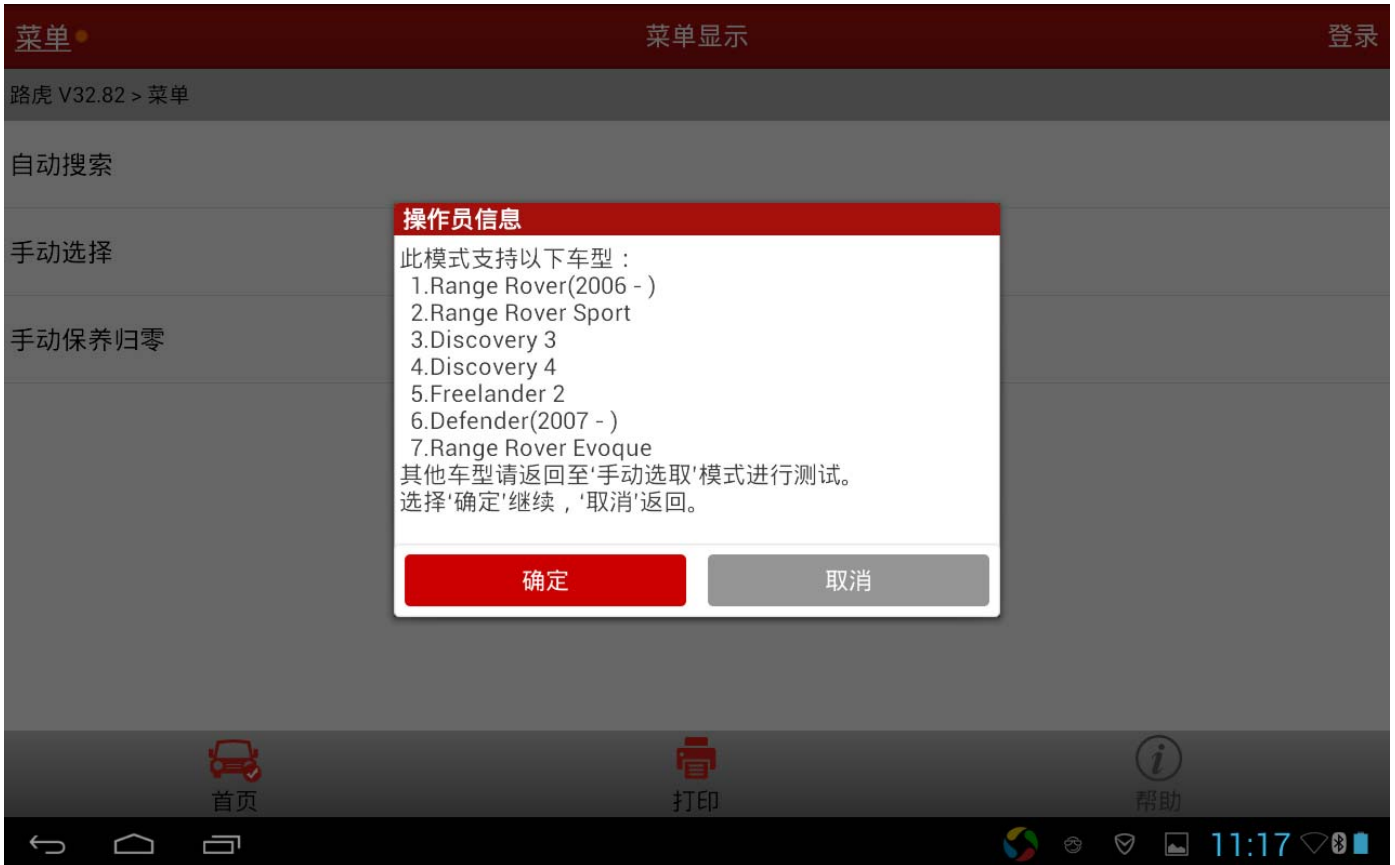 菜单
菜单显示
登录
路虎 V32.82 > 菜单
自动搜索
手动选择
手动保养归零
操作员信息
此模式支持以下车型：
1.Range Rover(2006 - )
2.Range Rover Sport
3.Discovery 3
4.Discovery 4
5.Freelander 2
6.Defender(2007 - )
7.Range Rover Evoque
其他车型请返回至‘手动选取’模式进行测试。
选择‘确定’继续，‘取消’返回。
确定
取消
首页
打印
帮助
11:17